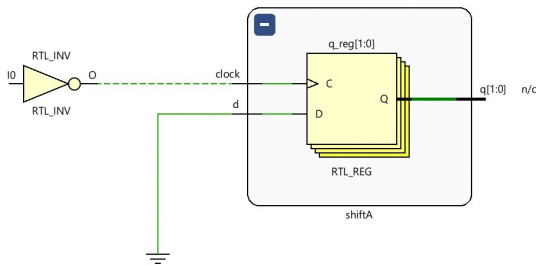 RTL_INV
I0
O
RTL_INV
clock
d
q_reg[1:0]
C
D
Q
RTL_REG
shiftA
q[1:0] n/c